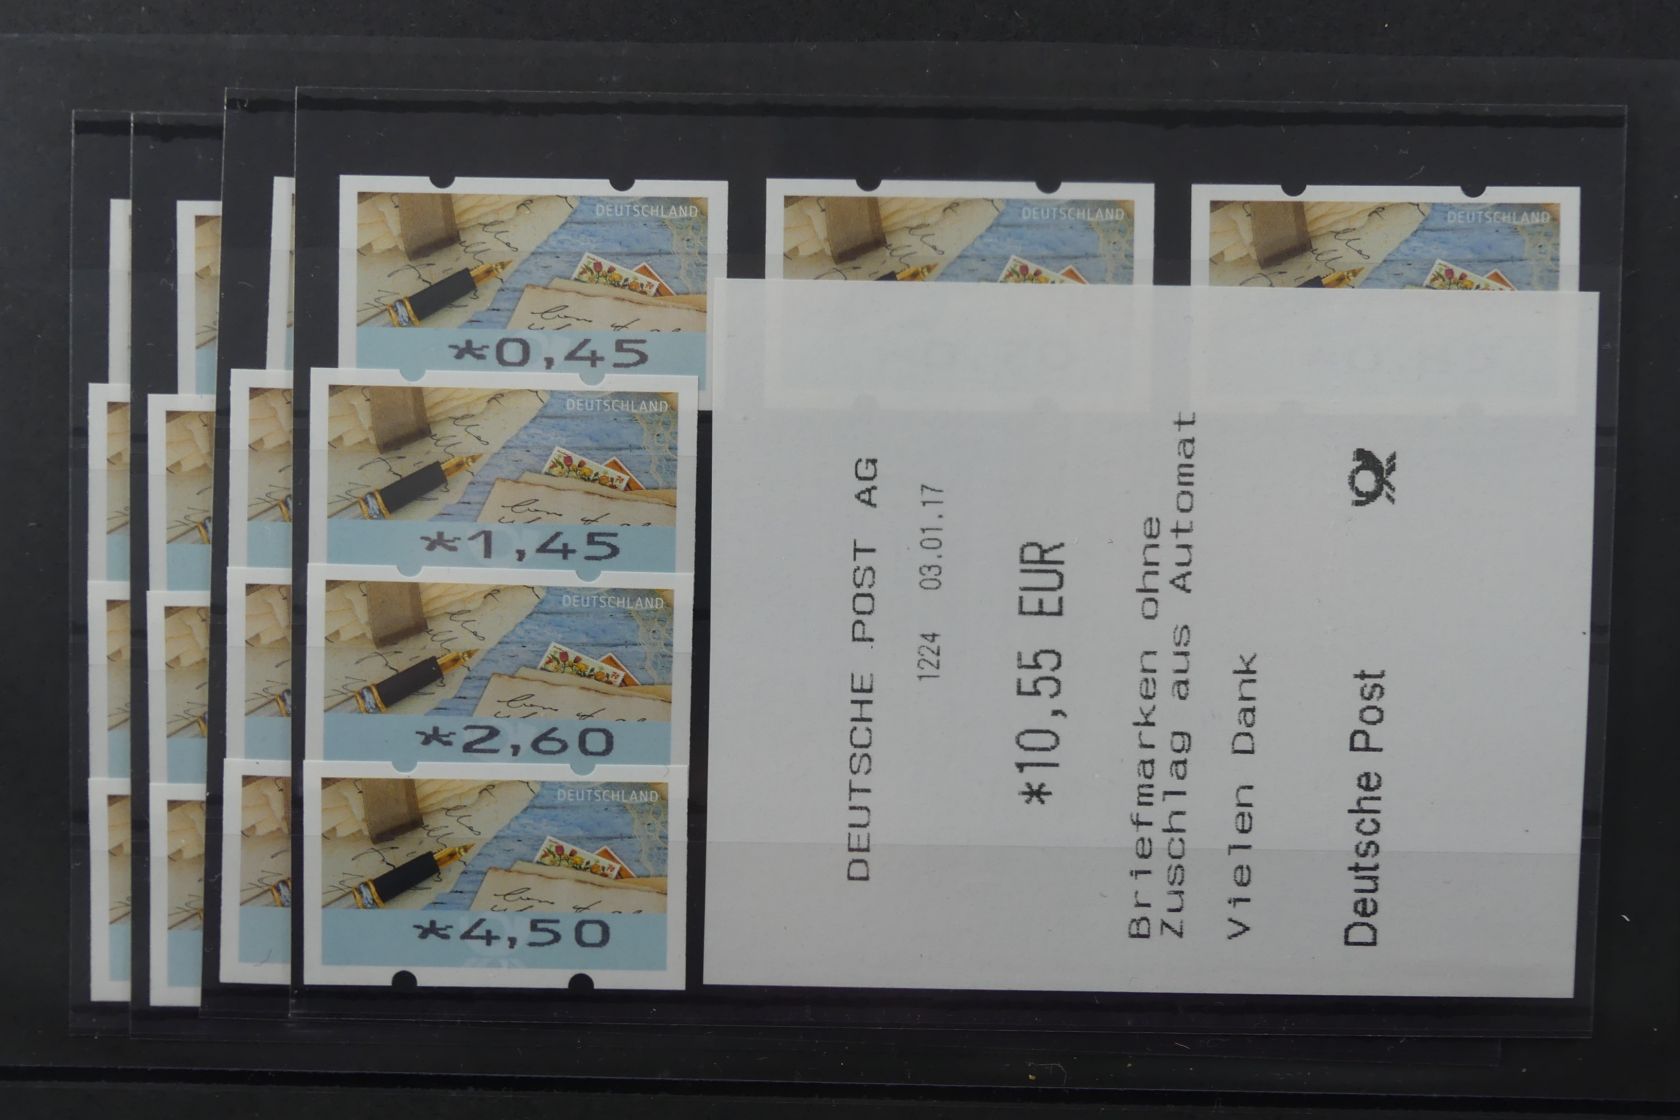 DEUTSCHLAND
*0,45
DEUTSCHLAND
DEUTSCHLAND
DEUTSCHLAND
*1,45
DEUTSCHLAND
*2,60
DEUTSCHLAND
*4,50
DEUTSCHE POST AG
1224 03.01.17
*10,55 EUR
Briefmarken ohne
Zuschlag aus Automat
Vielen Dank
Deutsche Post